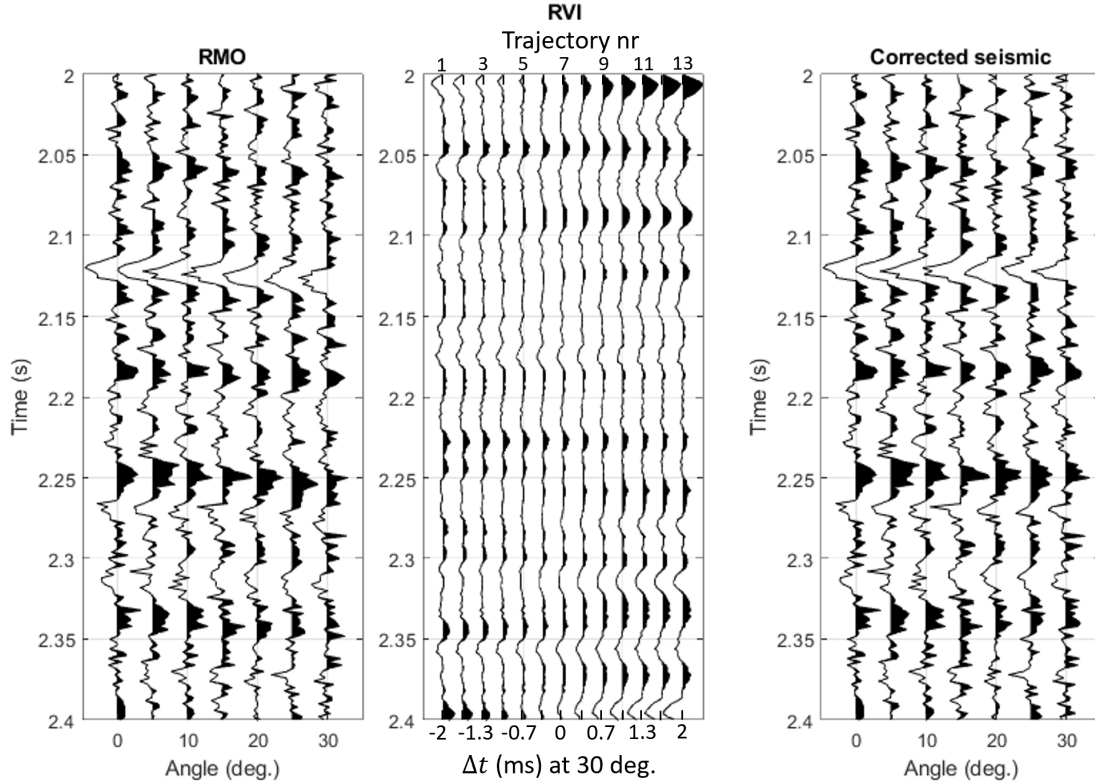 RVI
Trajectory nr
RMO
Corrected seismic
1 3 5 7 9 11 13
2 2 2
2.05 2.05 2.05
2.1 2.1 2.1
2.15 2.15 2.15
2.2 2.2 2.2
2.25 2.25 2.25
2.3 2.3 2.3
2.35 2.35 2.35
2.4 2.4 2.4
Time (s)
Time (s)
-2 -1.3 -0.7 0 0.7 1.3 2
0 10 20 30
0 10 20 30
Angle (deg.)
Δt (ms) at 30 deg.
Angle (deg.)